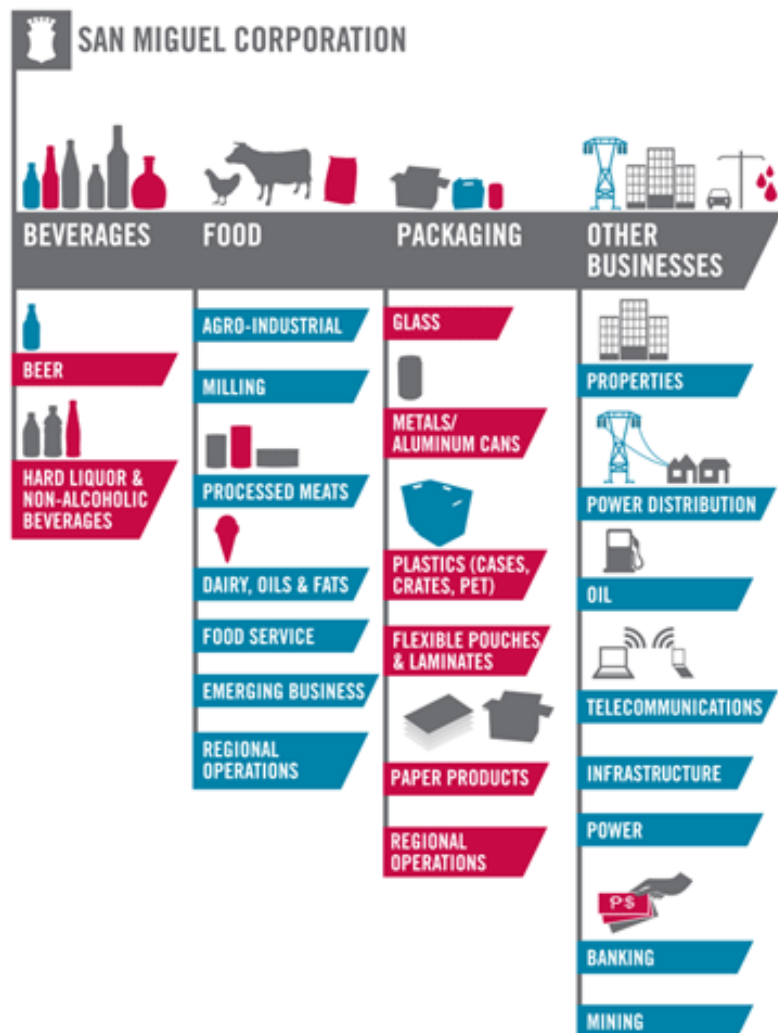 SAN MIGUEL CORPORATION
BEVERAGES
FOOD
PACKAGING
OTHER
BUSINESSES
BEER
HARD LIQUOR &
NON-ALCOHOLIC
BEVERAGES
AGRO-INDUSTRIAL
MILLING
PROCESSED MEATS
DAIRY, OILS & FATS
FOOD SERVICE
EMERGING BUSINESS
REGIONAL
OPERATIONS
GLASS
METALS/
ALUMINUM CANS
PLASTICS (CASES,
CRATES, PET)
FLEXIBLE POUCHES
& LAMINATES
PAPER PRODUCTS
REGIONAL
OPERATIONS
PROPERTIES
POWER DISTRIBUTION
OIL
TELECOMMUNICATIONS
INFRASTRUCTURE
POWER
P$
BANKING
MINING